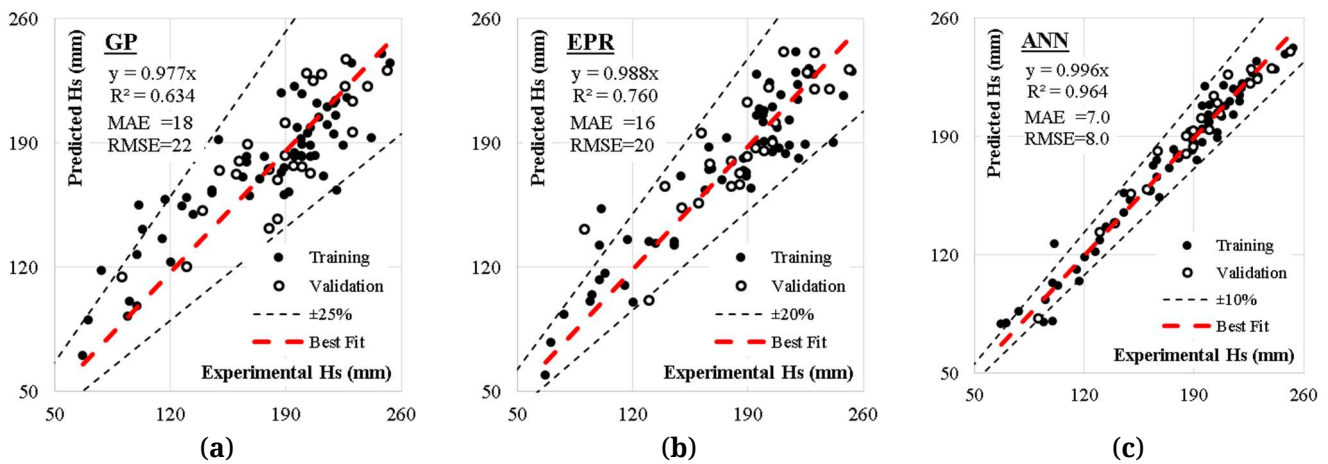 GP
y = 0.977x
R² = 0.634
MAE =18
RMSE=22
Predicted Hs (mm)
260
190
120
50
Training
Validation
±25%
Best Fit
Experimental Hs (mm)
50 120 190 260
(a)
EPR
y = 0.988x
R² = 0.760
MAE =16
RMSE=20
Predicted Hs (mm)
260
190
120
50
Training
Validation
±20%
Best Fit
Experimental Hs (mm)
50 120 190 260
(b)
ANN
y = 0.996x
R² = 0.964
MAE =7.0
RMSE=8.0
Predicted Hs (mm)
260
190
120
50
Training
Validation
±10%
Best Fit
Experimental Hs (mm)
50 120 190 260
(c)